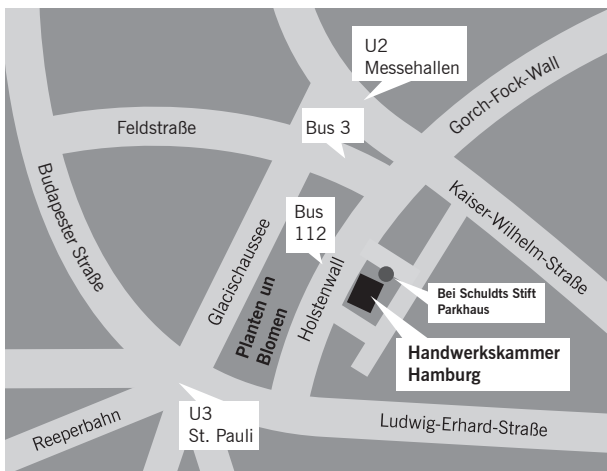 U2
Messehallen
Gorch-Fock-Wall
Feldstraße
Bus 3
Budapester Straße
Kaiser-Wilhelm-Straße
Bus
112
Glacischaussee
Planten un
Blomen
Holstenwall
Bei Schuldts Stift
Parkhaus
Handwerkskammer
Hamburg
U3
St. Pauli
Reeperbahn
Ludwig-Erhard-Straße